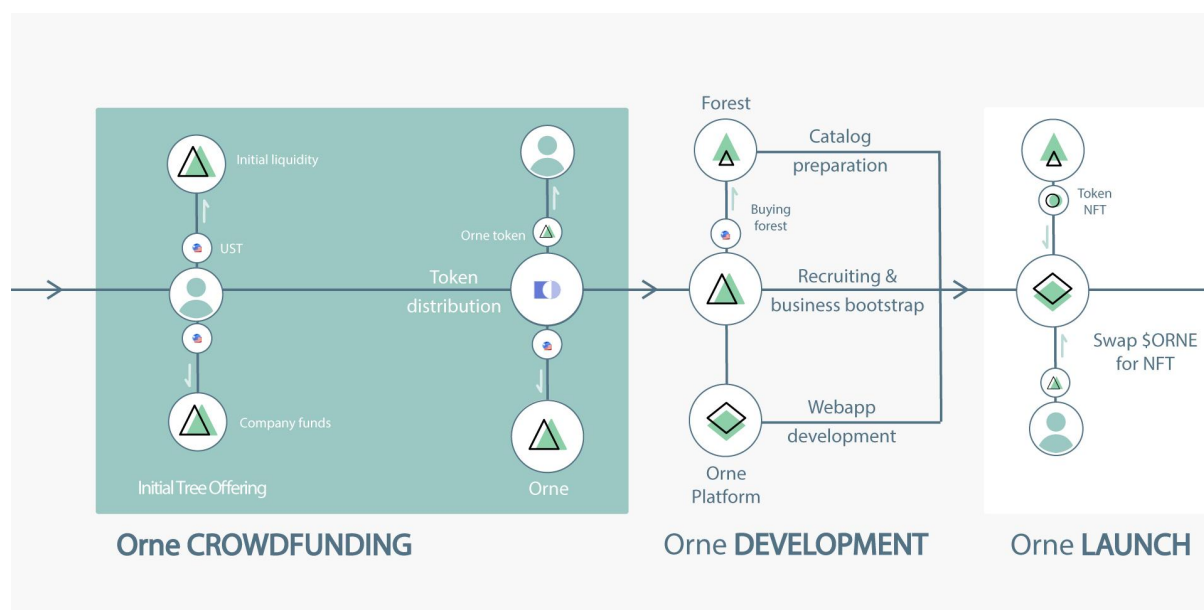 Initial liquidity
UST
Company funds
Initial Tree Offering
Token
distribution
Orne token
Orne
Orne CROWDFUNDING
Forest
Catalog
preparation
Buying
forest
Recruiting &
business bootstrap
Webapp
development
Orne
Platform
Orne DEVELOPMENT
Token
NFT
Swap $ORNE
for NFT
Orne LAUNCH